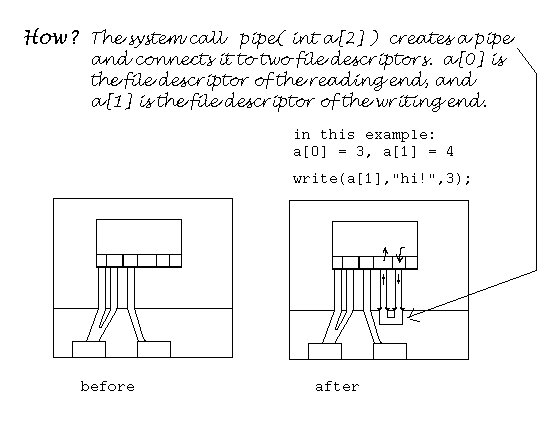 How? The system call pipe( int a[2] ) creates a pipe
and connects it to two file descriptors. a[0] is
the file descriptor of the reading end, and
a[1] is the file descriptor of the writing end.
in this example:
a[0] = 3, a[1] = 4
write(a[1],"hi!",3);
before
after